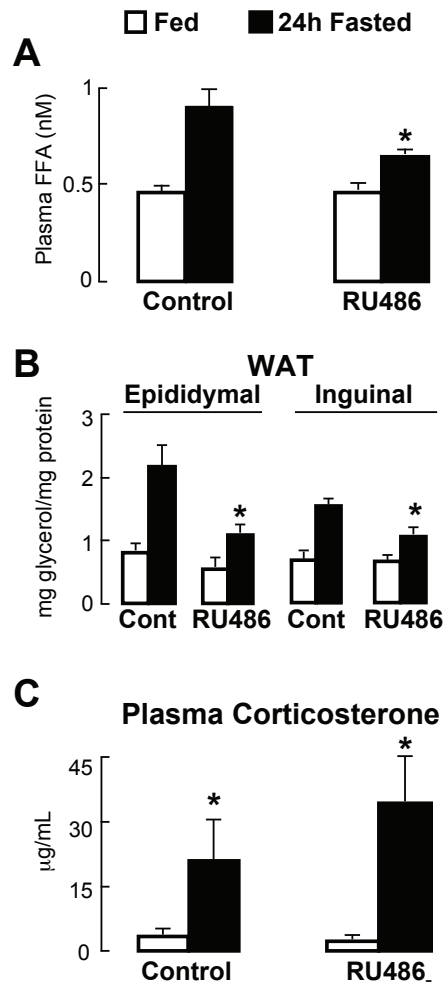 Fed 24h Fasted
A
Plasma FFA (nM)
1
0.5
0
*
Control RU486
B
WAT
Epididymal Inguinal
mg glycerol/mg protein
3
2
1
0
* *
Cont RU486 Cont RU486
C
Plasma Corticosterone
µg/mL
45
30
15
0
* *
Control RU486